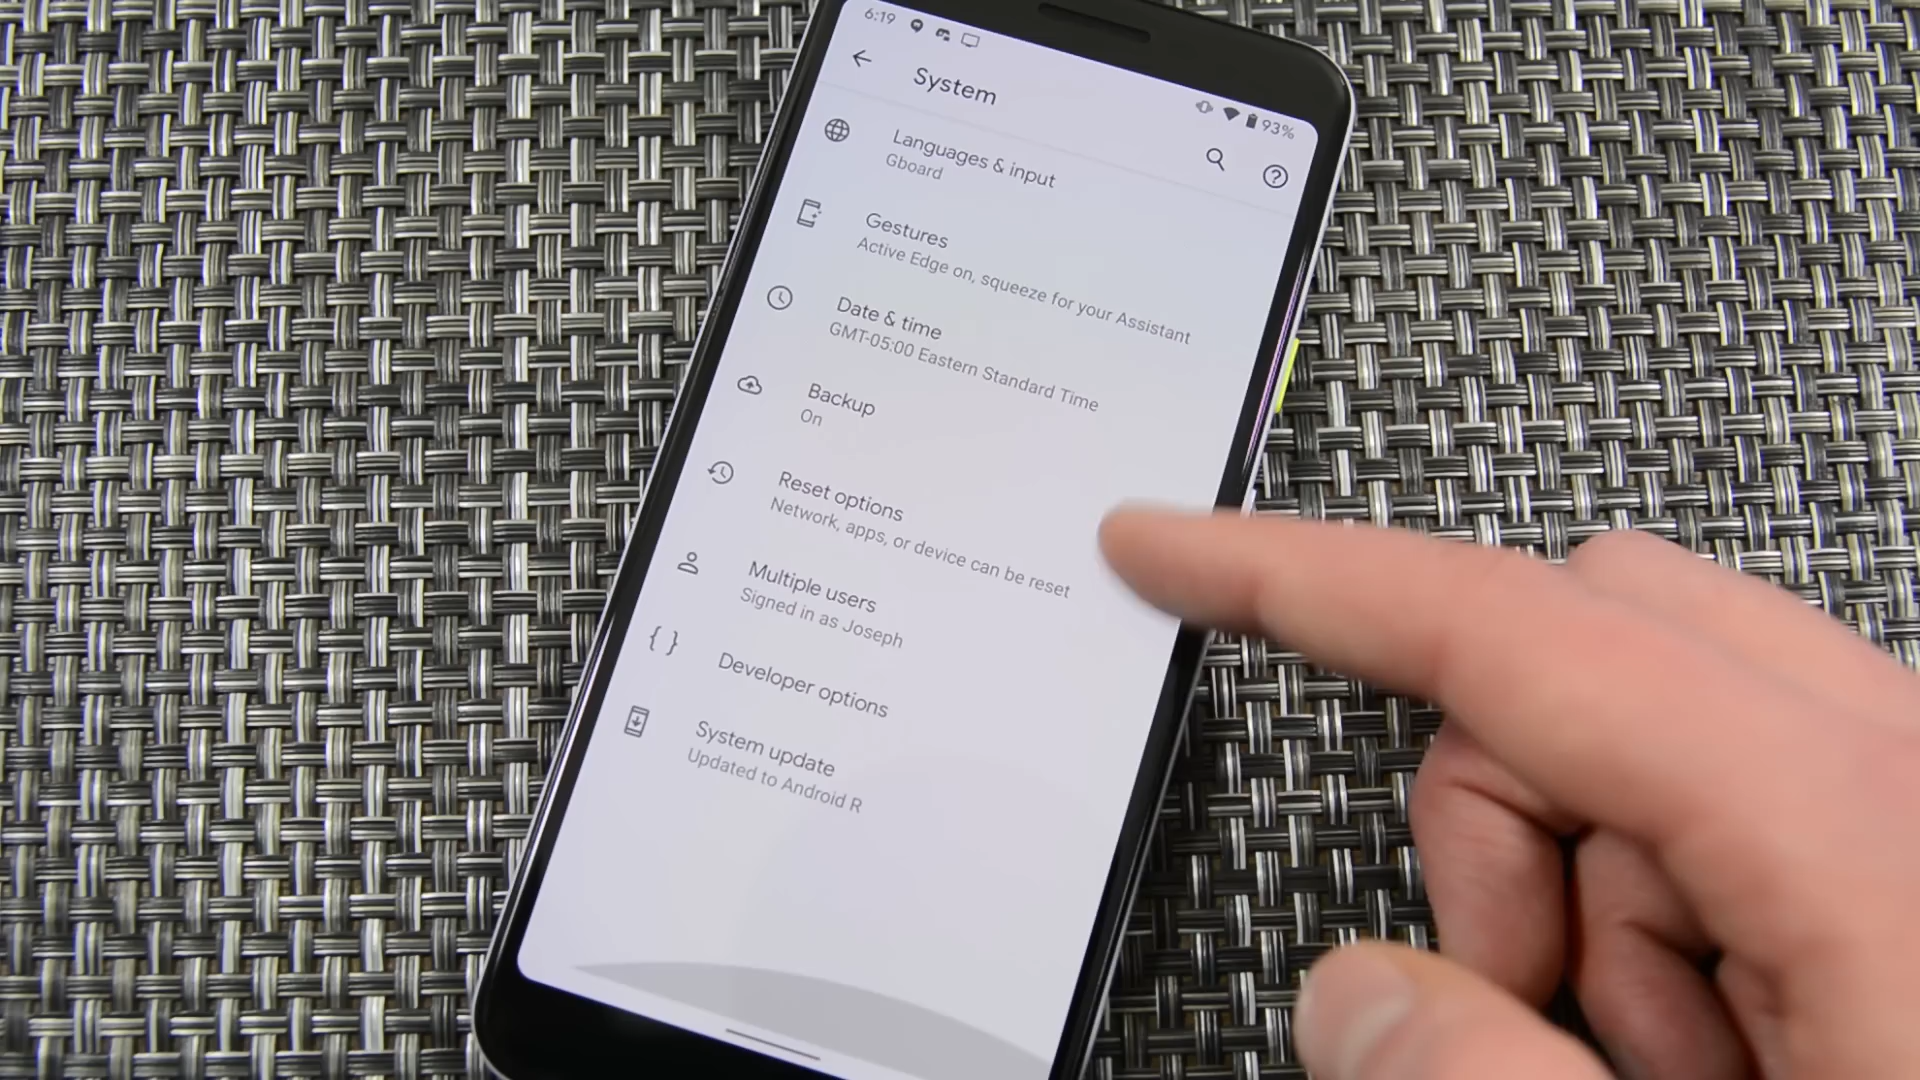 6:19
93%
System
Languages & input
Gboard
Gestures
Active Edge on, squeeze for your Assistant
Date & time
GMT-05:00 Eastern Standard Time
Backup
On
Reset options
Network, apps, or device can be reset
Multiple users
Signed in as Joseph
{ }
Developer options
System update
Updated to Android R